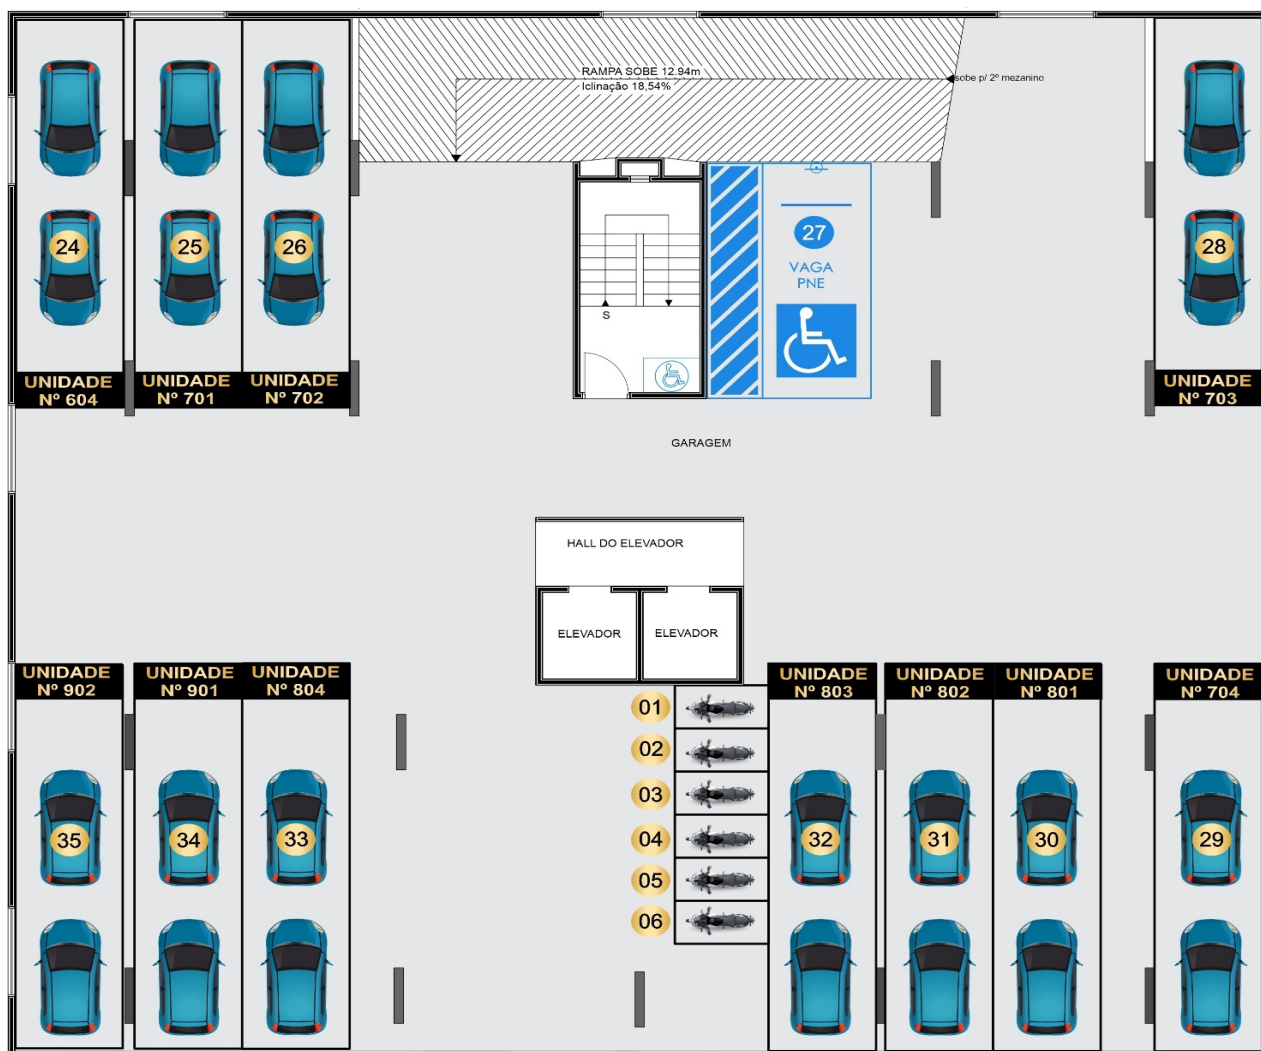 RAMPA SOBE 12.94m
Iclinação 18,54%
sobe p/ 2º mezanino
24
25
26
27
VAGA
PNE
28
S
UNIDADE
Nº 604
UNIDADE
Nº 701
UNIDADE
Nº 702
UNIDADE
Nº 703
GARAGEM
HALL DO ELEVADOR
ELEVADOR
ELEVADOR
UNIDADE
Nº 902
UNIDADE
Nº 901
UNIDADE
Nº 804
UNIDADE
Nº 803
UNIDADE
Nº 802
UNIDADE
Nº 801
UNIDADE
Nº 704
01
02
03
04
05
06
35
34
33
32
31
30
29